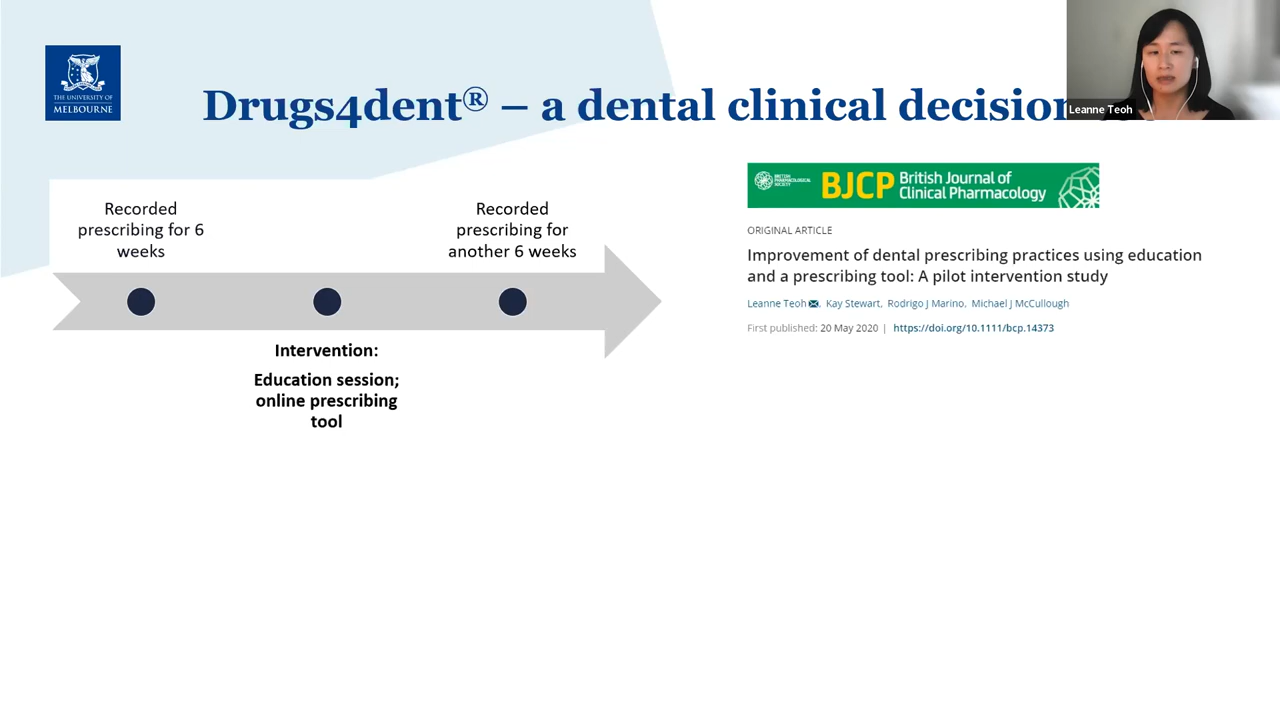 THE UNIVERSITY OF
MELBOURNE
Drugs4dent® – a dental clinical decision
Leanne Teoh
Recorded
prescribing for 6
weeks
Recorded
prescribing for
another 6 weeks
Intervention:
Education session;
online prescribing
tool
BRITISH
PHARMACOLOGICAL
SOCIETY
BJCP British Journal of
Clinical Pharmacology
ORIGINAL ARTICLE
Improvement of dental prescribing practices using education
and a prescribing tool: A pilot intervention study
Leanne Teoh, Kay Stewart, Rodrigo J Marino, Michael J McCullough
First published: 20 May 2020 | https://doi.org/10.1111/bcp.14373